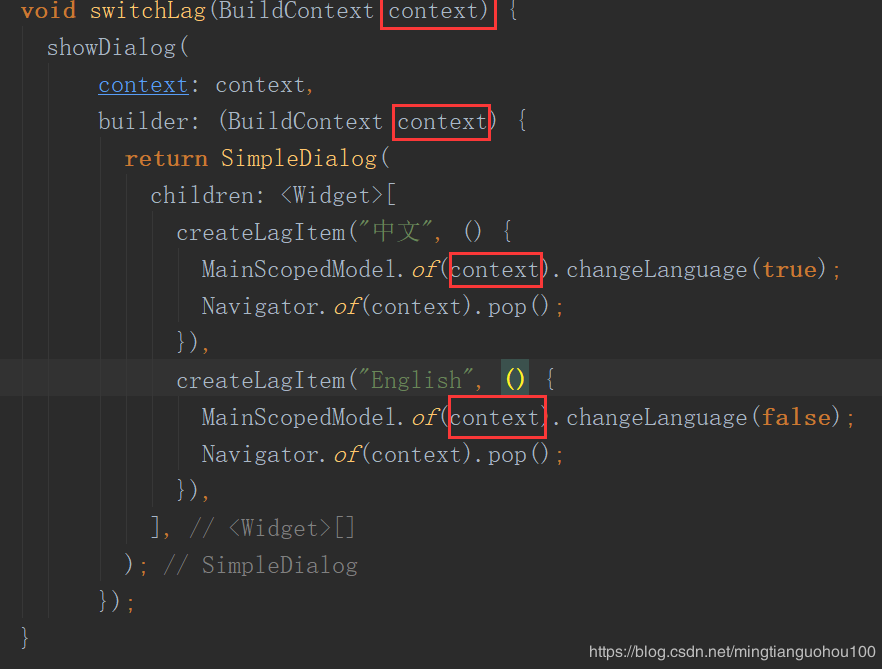 void switchLag(BuildContext context) {
showDialog(
context: context,
builder: (BuildContext context) {
return SimpleDialog(
children: <Widget>[
createLagItem("中文", () {
MainScopedModel.of(context).changeLanguage(true);
Navigator.of(context).pop();
}),
createLagItem("English", () {
MainScopedModel.of(context).changeLanguage(false);
Navigator.of(context).pop();
}),
], // <Widget>[]
); // SimpleDialog
});
}
https://blog.csdn.net/mingtianguohou100